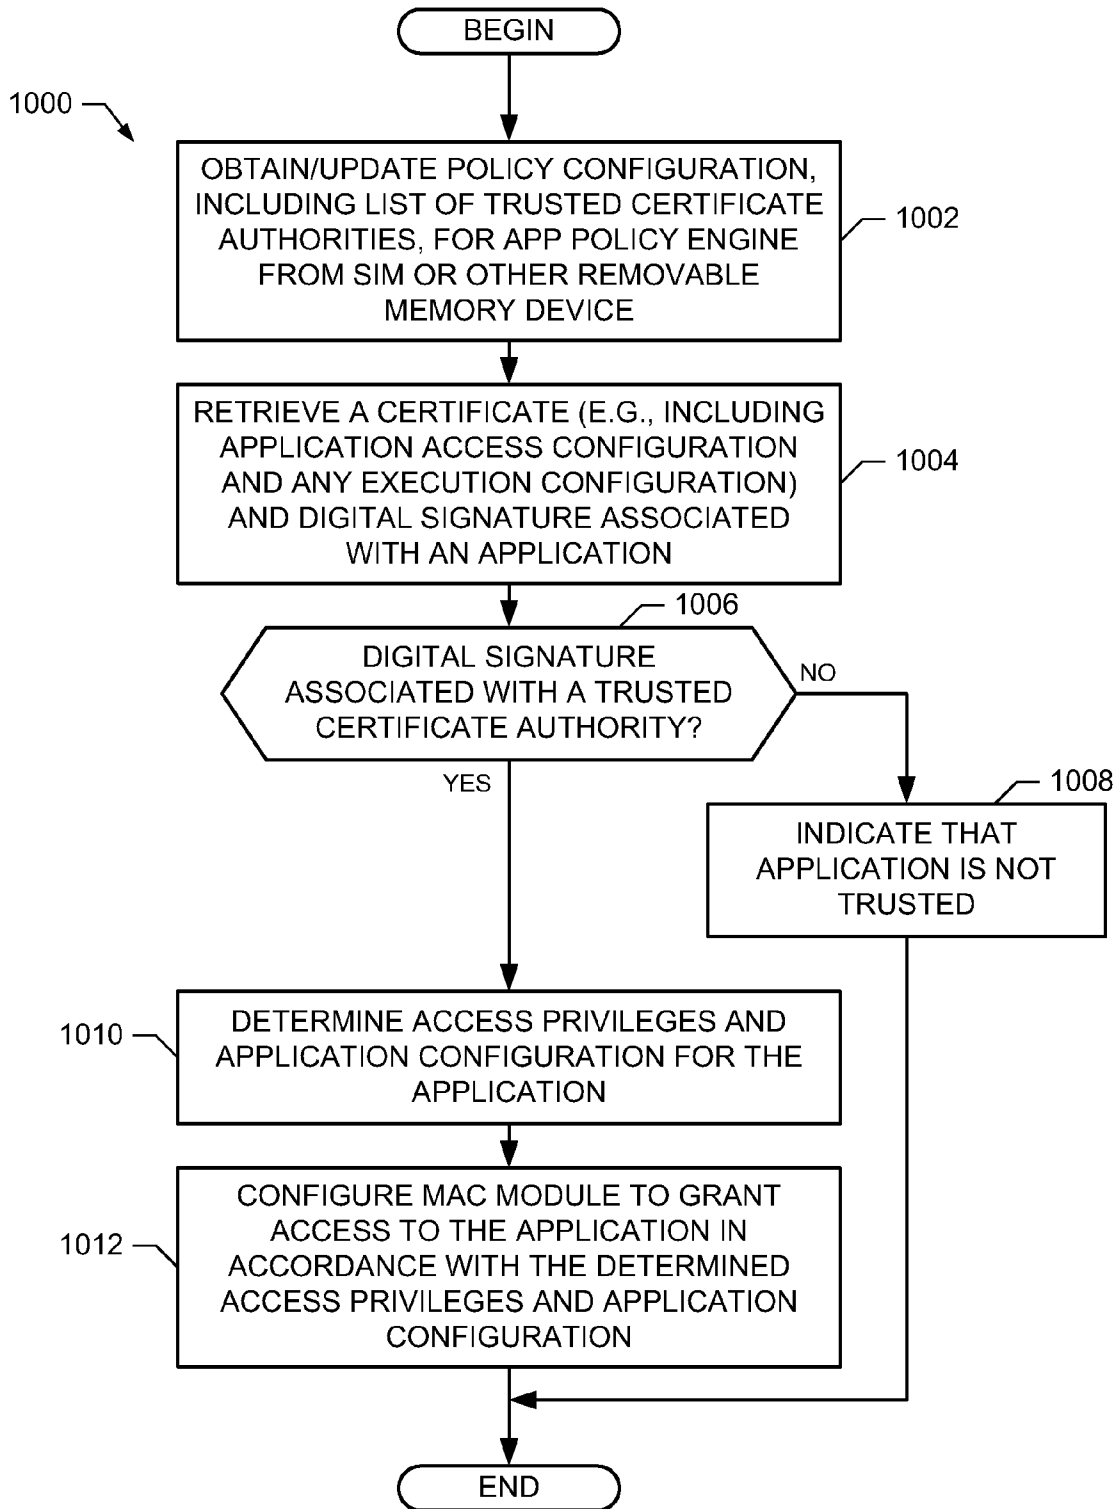 BEGIN
1000
OBTAIN/UPDATE POLICY CONFIGURATION,
INCLUDING LIST OF TRUSTED CERTIFICATE
AUTHORITIES, FOR APP POLICY ENGINE
FROM SIM OR OTHER REMOVABLE
MEMORY DEVICE
1002
RETRIEVE A CERTIFICATE (E.G., INCLUDING
APPLICATION ACCESS CONFIGURATION
AND ANY EXECUTION CONFIGURATION)
AND DIGITAL SIGNATURE ASSOCIATED
WITH AN APPLICATION
1004
1006
DIGITAL SIGNATURE
ASSOCIATED WITH A TRUSTED
CERTIFICATE AUTHORITY?
NO
YES
1008
INDICATE THAT
APPLICATION IS NOT
TRUSTED
1010
DETERMINE ACCESS PRIVILEGES AND
APPLICATION CONFIGURATION FOR THE
APPLICATION
1012
CONFIGURE MAC MODULE TO GRANT
ACCESS TO THE APPLICATION IN
ACCORDANCE WITH THE DETERMINED
ACCESS PRIVILEGES AND APPLICATION
CONFIGURATION
END